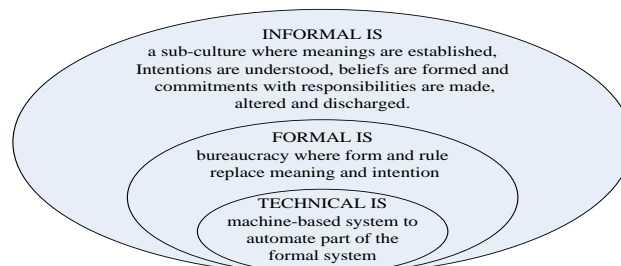 INFORMAL IS
a sub-culture where meanings are established,
Intentions are understood, beliefs are formed and
commitments with responsibilities are made,
altered and discharged.
FORMAL IS
bureaucracy where form and rule
replace meaning and intention
TECHNICAL IS
machine-based system to
automate part of the
formal system